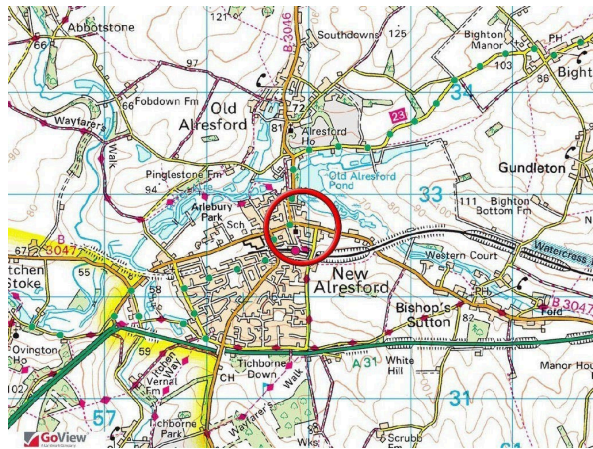 Abbotstone
66
B 3046
121
Southdowns
125
Bighton
Manor
PH
103
86
Bight
97
Fobdown Fm
66
Old
Alresford
72
81
34
23
Wayfarer's
Walk
Alresford
Ho
Pinglestone Fm
94
Old Alresford
Pond
Gundleton
33
111
Bighton
Bottom Fm
Arlebury
Park
Sch
B
3047
67
tchen
Stoke
55
58
New
Alresford
Western Court
Watercress
N
Bishop's
Sutton
PH
82
B 3047
Ford
Ovington
Ho
59
Itchen
Way
Vernal
Fm
CH
Tichborne
Down
A 31
White
Hill
Manor Hou
102
57
Tichborne
Park
Wayfarer's
Walk
Wks
31
Scrubb
Fm
GoView